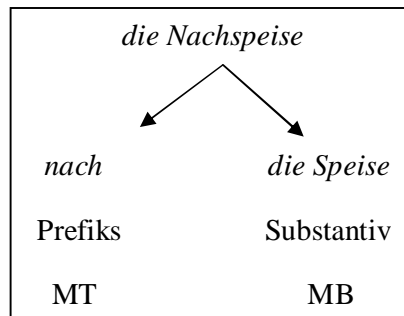 die Nachspeise
nach die Speise
Prefiks Substantiv
MT MB